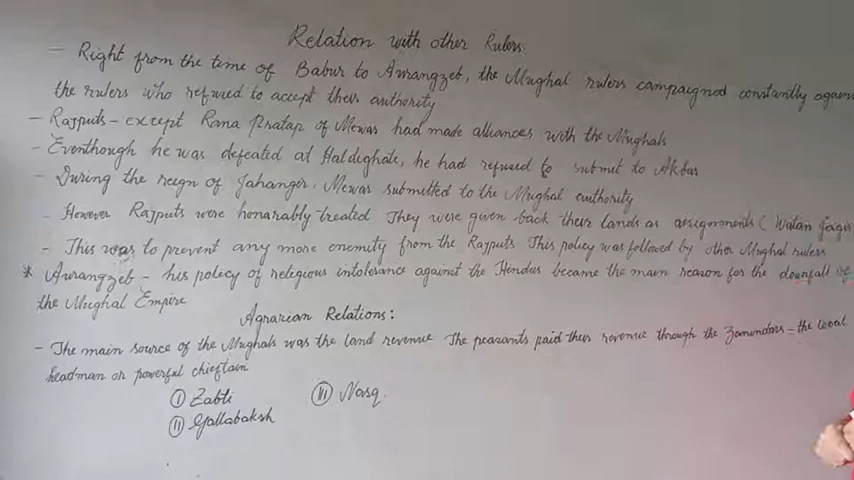 Relation with other Rulers
- Right from the time of Babur to Aurangzeb, the Mughal rulers campaigned constantly agains
the rulers who refused to accept their authority
- Rajputs - except Rana Pratap of Mewar had made alliances with the Mughals
- Eventhough he was defeated at Haldighati, he had refused to submit to Akbar
- During the reign of Jahanger. Mewar submitted to the Mughal authority
- However Rajputs were honarably treated They were given back their lands as assignments (Watan Jagir
- This was to prevent any more enemity from the Rajputs This policy was followed by other Mughal rulers
* Aurangzeb - his policy of religious intolerance against the Hindus became the main reason for the downfall of
the Mughal Empire
Agrarian Relations:
- The main source of the Mughals was the land revenue The peasants paid their revenue through the Zamindars - the local
headman or powerful chieftain
(I) Zabti (VI) Nasq.
(II) Gallabaksh